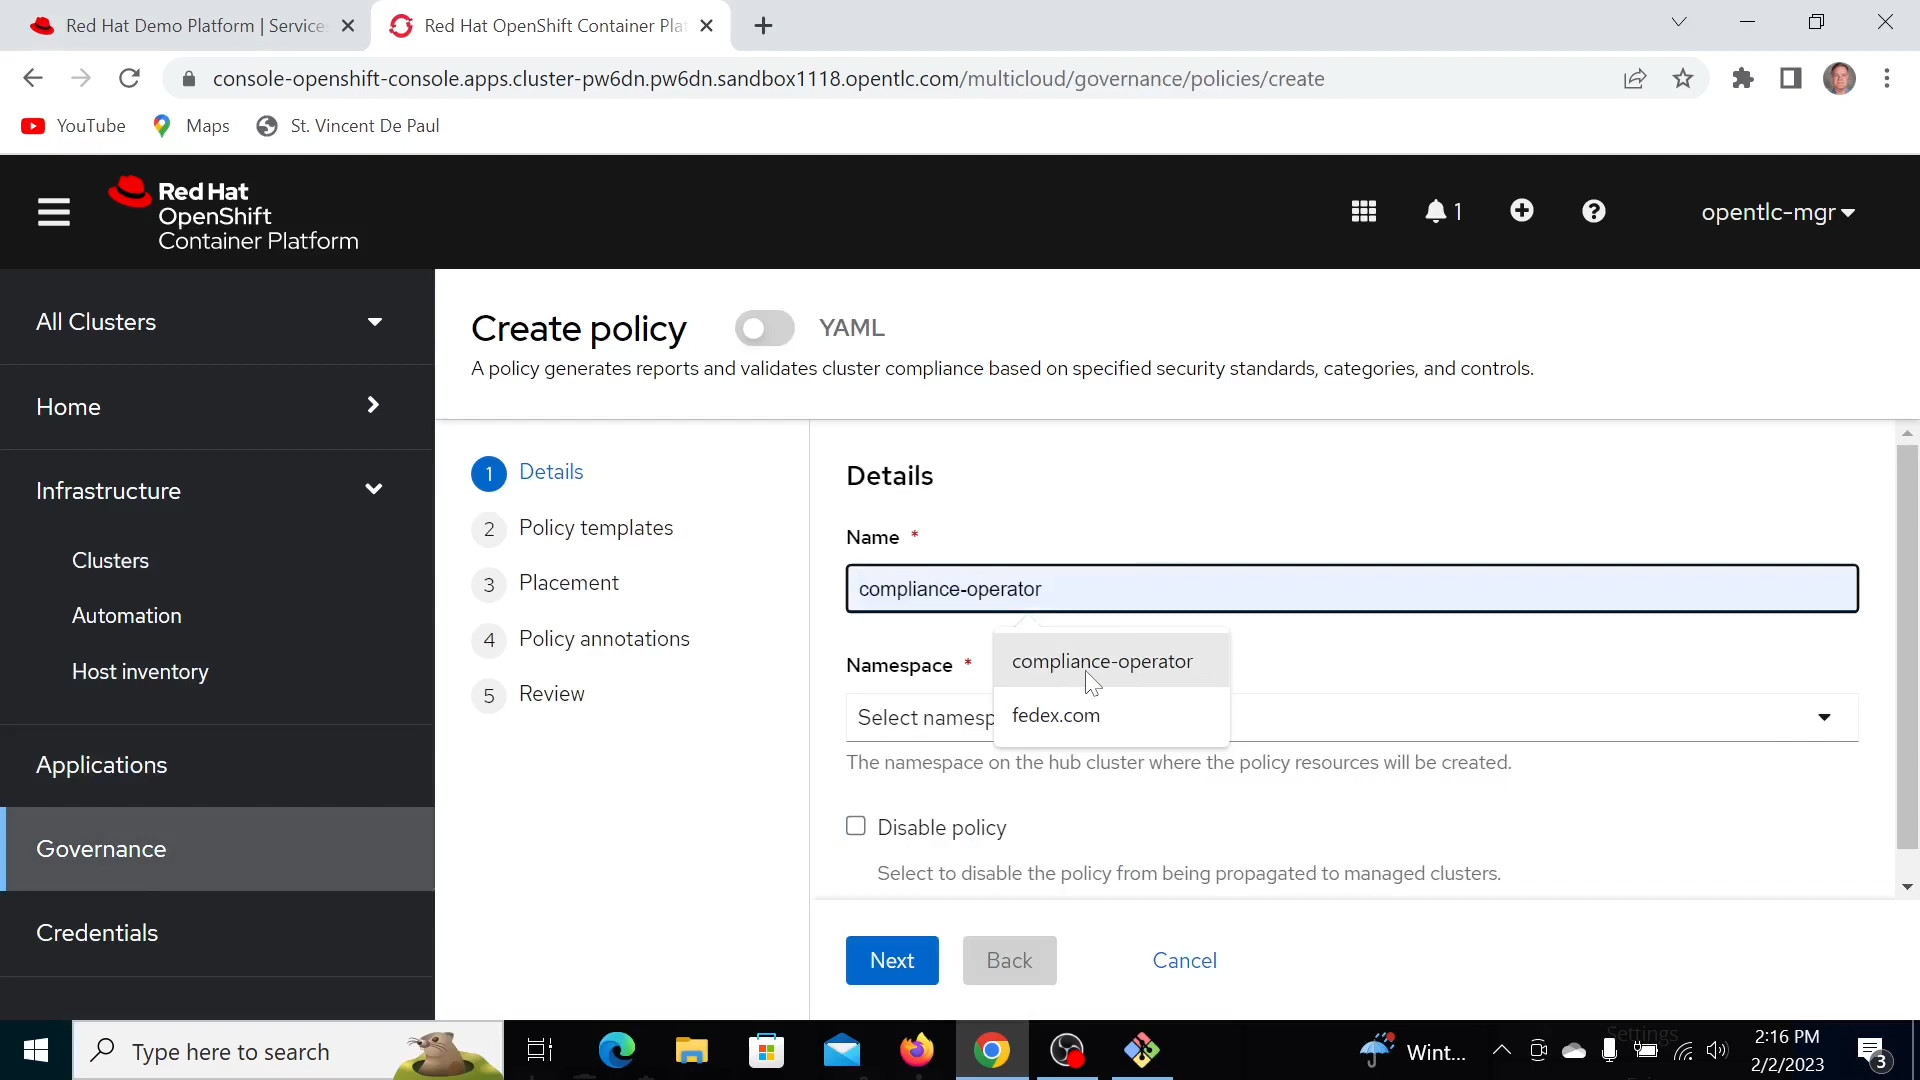 Red Hat Demo Platform | Service
Red Hat OpenShift Container Pla
console-openshift-console.apps.cluster-pw6dn.pw6dn.sandbox1118.opentlc.com/multicloud/governance/policies/create
YouTube
Maps
St. Vincent De Paul
Red Hat
OpenShift
Container Platform
1
opentlc-mgr
All Clusters
Home
Infrastructure
Clusters
Automation
Host inventory
Applications
Governance
Credentials
Create policy
YAML
A policy generates reports and validates cluster compliance based on specified security standards, categories, and controls.
1 Details
2 Policy templates
3 Placement
4 Policy annotations
5 Review
Details
Name *
compliance-operator
compliance-operator
fedex.com
Namespace *
Select namesp
The namespace on the hub cluster where the policy resources will be created.
Disable policy
Select to disable the policy from being propagated to managed clusters.
Next
Back
Cancel
Type here to search
Wint...
Settings
2:16 PM
2/2/2023
3